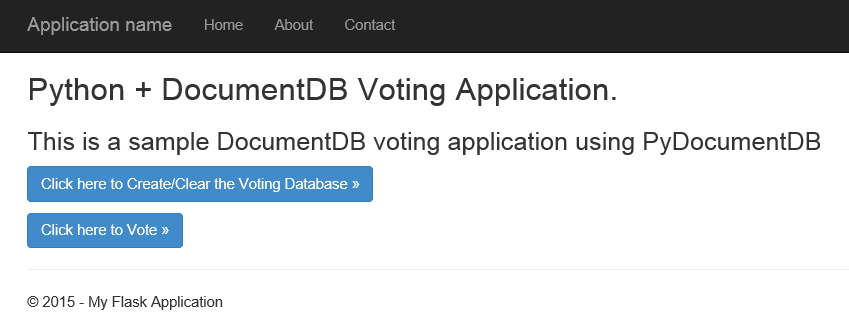 Application name Home About Contact
Python + DocumentDB Voting Application.
This is a sample DocumentDB voting application using PyDocumentDB
Click here to Create/Clear the Voting Database »
Click here to Vote »
© 2015 - My Flask Application